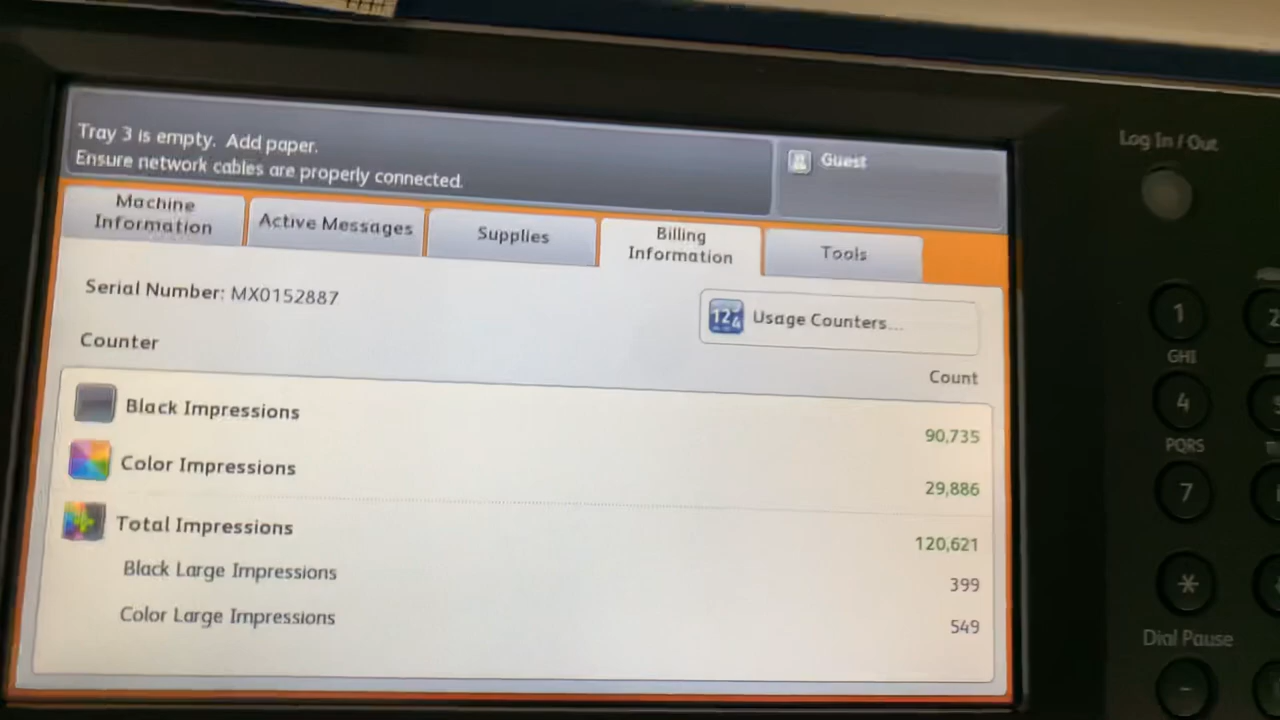 Tray 3 is empty. Add paper.
Ensure network cables are properly connected.
Guest
Log In / Out
Machine
Information
Active Messages
Supplies
Billing
Information
Tools
Serial Number: MX0152887
Usage Counters...
Counter
Count
Black Impressions
90,735
Color Impressions
29,886
Total Impressions
120,621
Black Large Impressions
399
Color Large Impressions
549
1
2
GHI
4
PQRS
7
*
Dial Pause
-